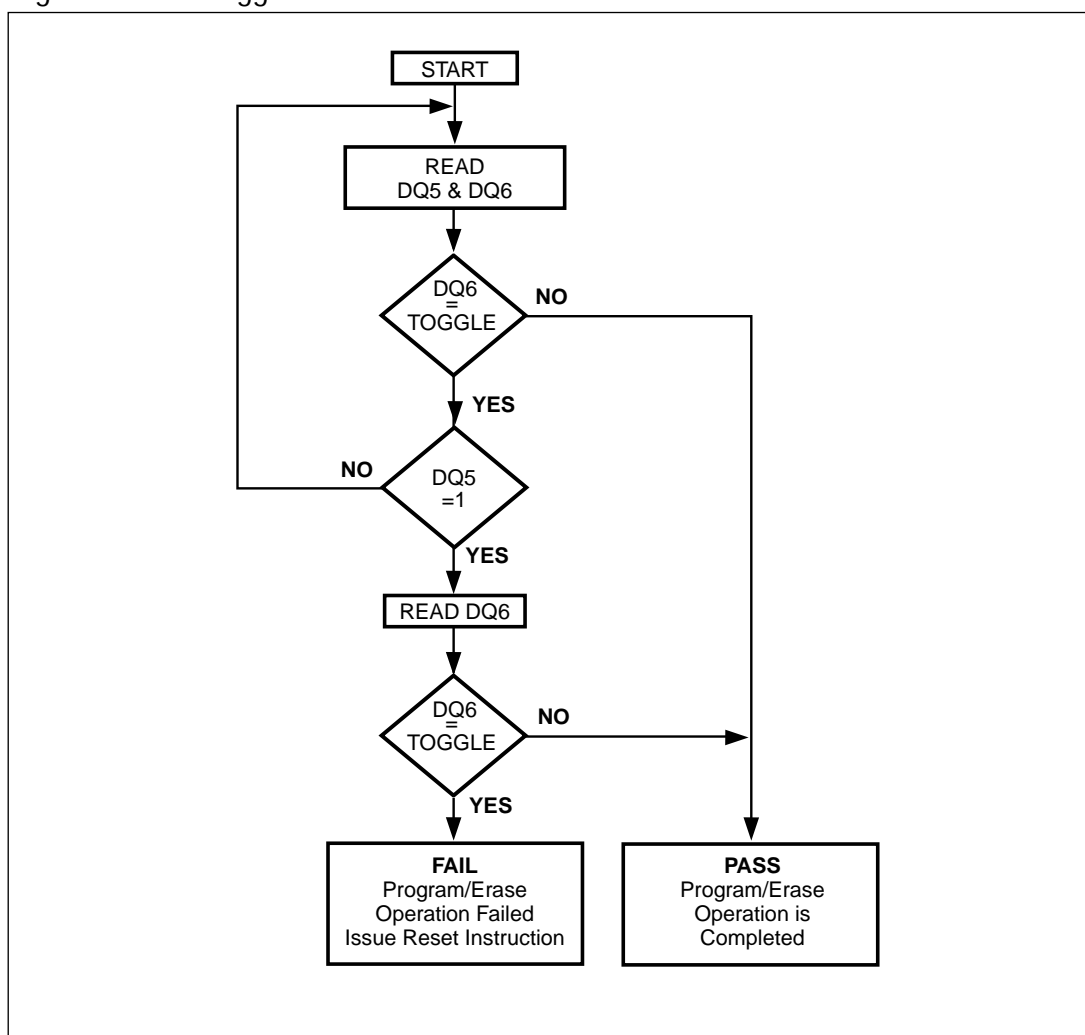 START
READ
DQ5 & DQ6
DQ6
=
TOGGLE
NO
YES
NO
DQ5
=1
YES
READ DQ6
DQ6
=
TOGGLE
NO
YES
FAIL
Program/Erase
Operation Failed
Issue Reset Instruction
PASS
Program/Erase
Operation is
Completed